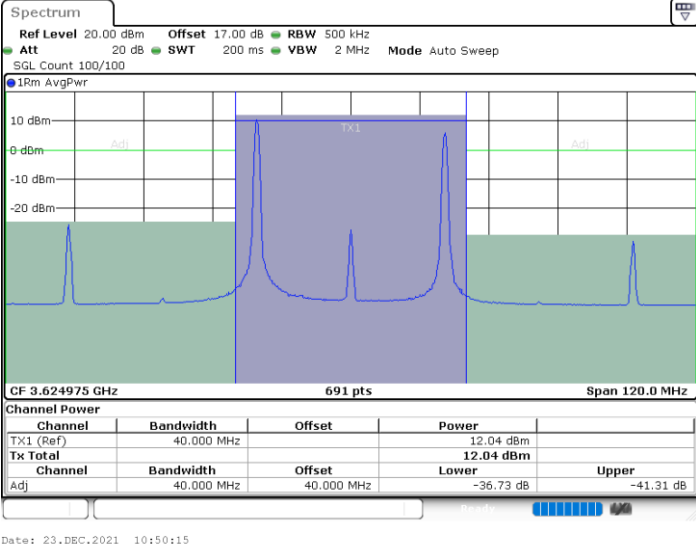 Spectrum
Ref Level 20.00 dBm Offset 17.00 dB RBW 500 kHz
Att 20 dB SWT 200 ms VBW 2 MHz Mode Auto Sweep
SGL Count 100/100
1Rm AvgPwr
10 dBm
TX1
0 dBm Adj Adj
-10 dBm
-20 dBm
CF 3.624975 GHz 691 pts Span 120.0 MHz
Channel Power
Channel Bandwidth Offset Power
TX1 (Ref) 40.000 MHz 12.04 dBm
Tx Total 12.04 dBm
Channel Bandwidth Offset Lower Upper
Adj 40.000 MHz 40.000 MHz -36.73 dB -41.31 dB
Ready
Date: 23.DEC.2021 10:50:15